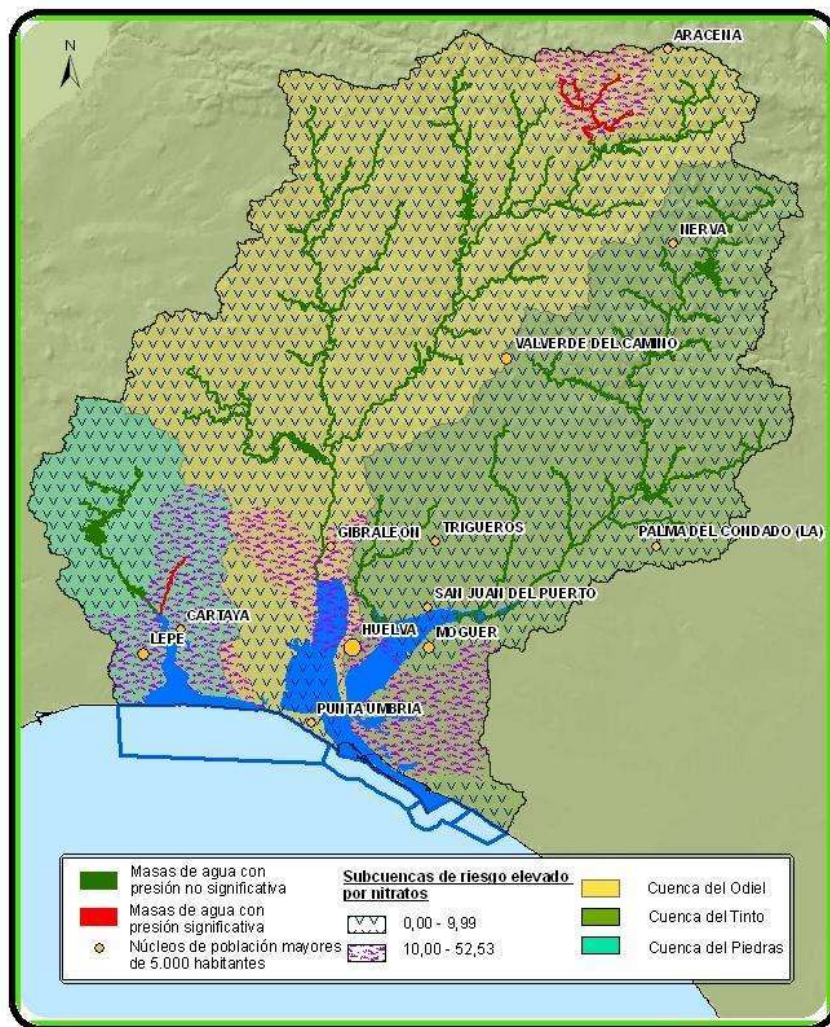 N
ARACENA
NERVA
VALVERDE DEL CAMINO
GIBRALEÓN
TRIGUEROS
PALMA DEL CONDADO (LA)
SAN JUAN DEL PUERTO
CARTAYA
HUELVA
MOGUER
LEPE
PUNTA UMBRIA
Masas de agua con
presión no significativa
Masas de agua con
presión significativa
Núcleos de población mayores
de 5.000 habitantes
Subcuencas de riesgo elevado
por nitratos
0,00 - 9,99
10,00 - 52,53
Cuenca del Odiel
Cuenca del Tinto
Cuenca del Piedras